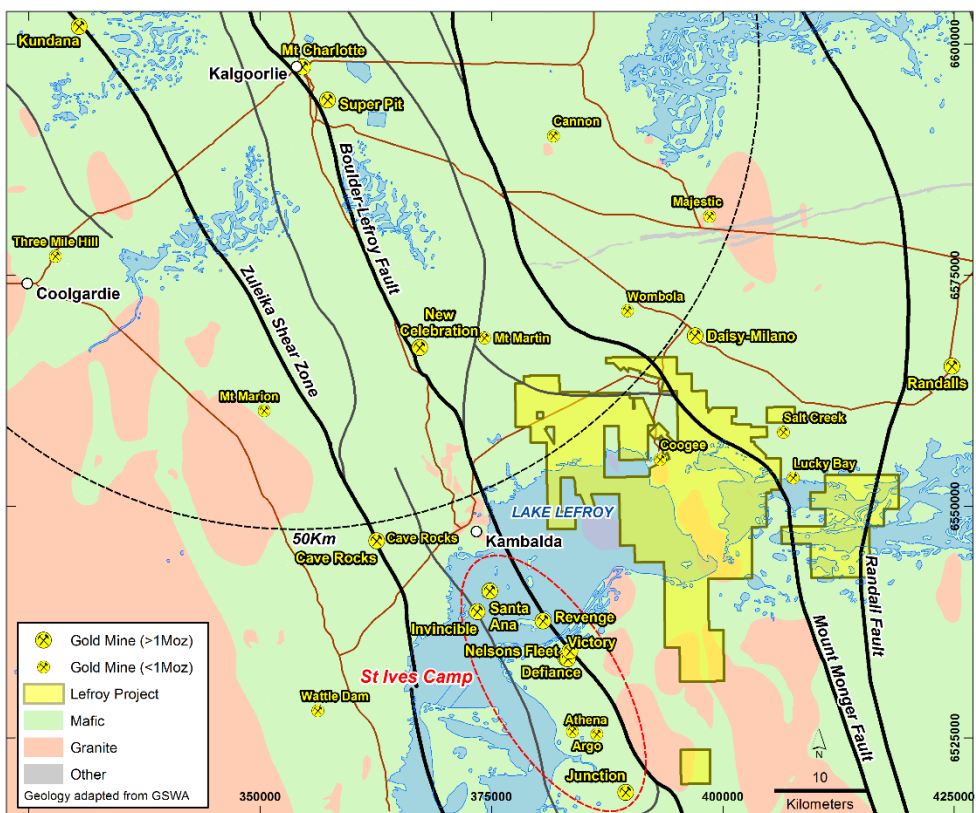 Kundana
Mt Charlotte
Kalgoorlie
Super Pit
Cannon
6600000
Boulder-Lefroy Fault
Majestic
Three Mile Hill
Coolgardie
Zuleika Shear Zone
6575000
Wombola
New
Celebration
Mt Martin
Daisy-Milano
Randalls
Mt Marion
Salt Creek
Coogee
Lucky Bay
LAKE LEFROY
50Km
Cave Rocks
Cave Rocks
Kambalda
6550000
Randall Fault
Mount Monger Fault
Santa
Ana
Invincible
Revenge
Victory
Nelsons Fleet
Defiance
St Ives Camp
Wattle Dam
Athena
Argo
Junction
6525000
Gold Mine (>1Moz)
Gold Mine (<1Moz)
Lefroy Project
Mafic
Granite
Other
Geology adapted from GSWA
N
10
Kilometers
350000
375000
400000
425000